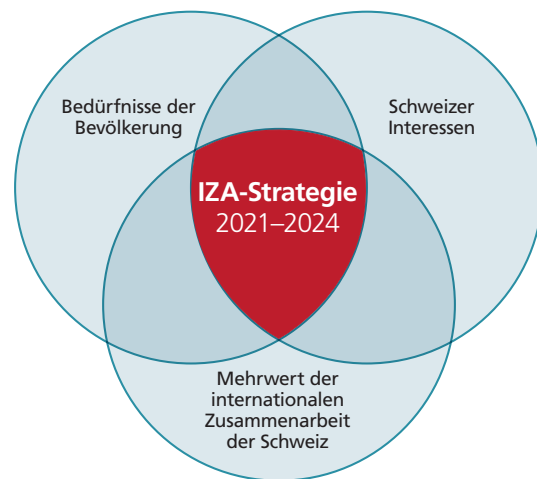 Bedürfnisse der
Bevölkerung
Schweizer
Interessen
IZA-Strategie
2021–2024
Mehrwert der
internationalen
Zusammenarbeit
der Schweiz